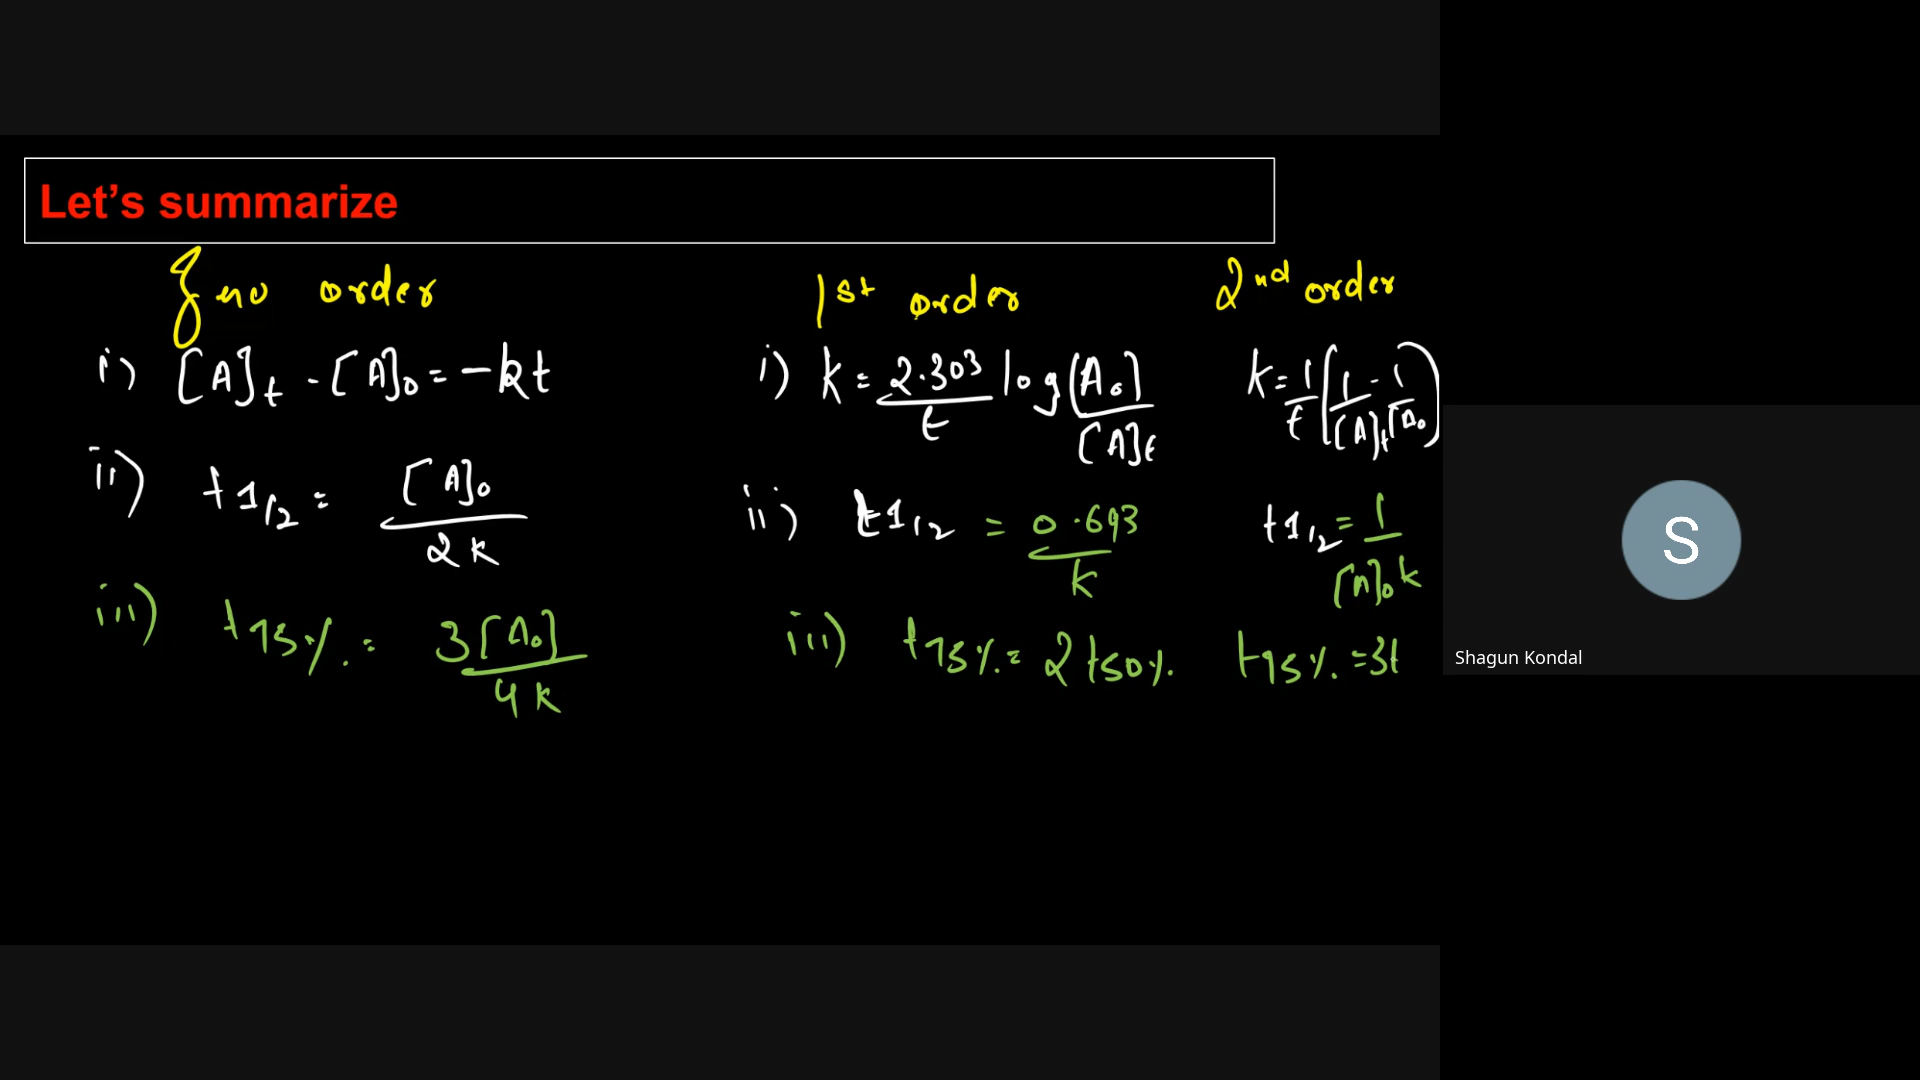 Let's summarize
Zero order
1st order
2nd order
i) [A]t - [A]0 = -kt
i) k = 2.303/t log [A0]/[A]t
k = 1/t (1/[A]t - 1/[A0)
ii) t1/2 = [A]0/2k
ii) t1/2 = 0.693/k
t1/2 = 1/[A]0k
iii) t75%. = 3[A0]/4k
iii) t75%. = 2t50%.
t75%. = 3t
S
Shagun Kondal